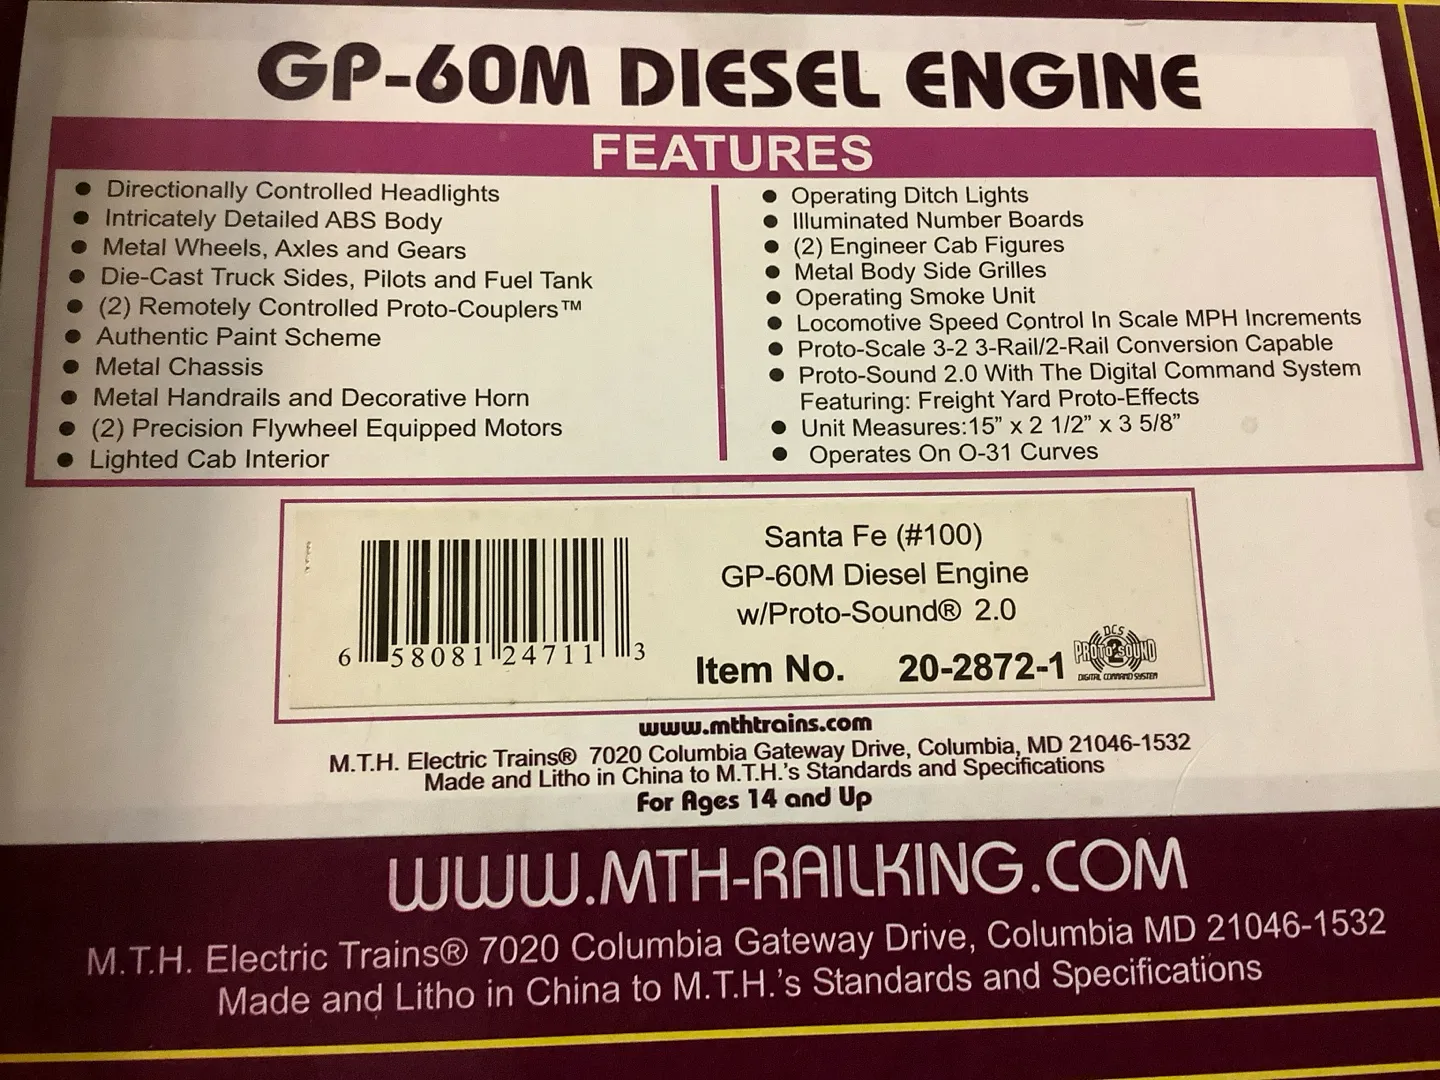 GP-60M DIESEL ENGINE
FEATURES
● Directionally Controlled Headlights
● Intricately Detailed ABS Body
● Metal Wheels, Axles and Gears
● Die-Cast Truck Sides, Pilots and Fuel Tank
● (2) Remotely Controlled Proto-Couplers™
● Authentic Paint Scheme
● Metal Chassis
● Metal Handrails and Decorative Horn
● (2) Precision Flywheel Equipped Motors
● Lighted Cab Interior
● Operating Ditch Lights
● Illuminated Number Boards
● (2) Engineer Cab Figures
● Metal Body Side Grilles
● Operating Smoke Unit
● Locomotive Speed Control In Scale MPH Increments
● Proto-Scale 3-2 3-Rail/2-Rail Conversion Capable
● Proto-Sound 2.0 With The Digital Command System
Featuring: Freight Yard Proto-Effects
● Unit Measures:15” x 2 1/2” x 3 5/8”
● Operates On O-31 Curves
Santa Fe (#100)
GP-60M Diesel Engine
w/Proto-Sound® 2.0
Item No. 20-2872-1
DCS
PROTO 2 SOUND
DIGITAL COMMAND SYSTEM
6 58081 24711 3
www.mthtrains.com
M.T.H. Electric Trains® 7020 Columbia Gateway Drive, Columbia, MD 21046-1532
Made and Litho in China to M.T.H.'s Standards and Specifications
For Ages 14 and Up
WWW.MTH-RAILKING.COM
M.T.H. Electric Trains® 7020 Columbia Gateway Drive, Columbia MD 21046-1532
Made and Litho in China to M.T.H.'s Standards and Specifications